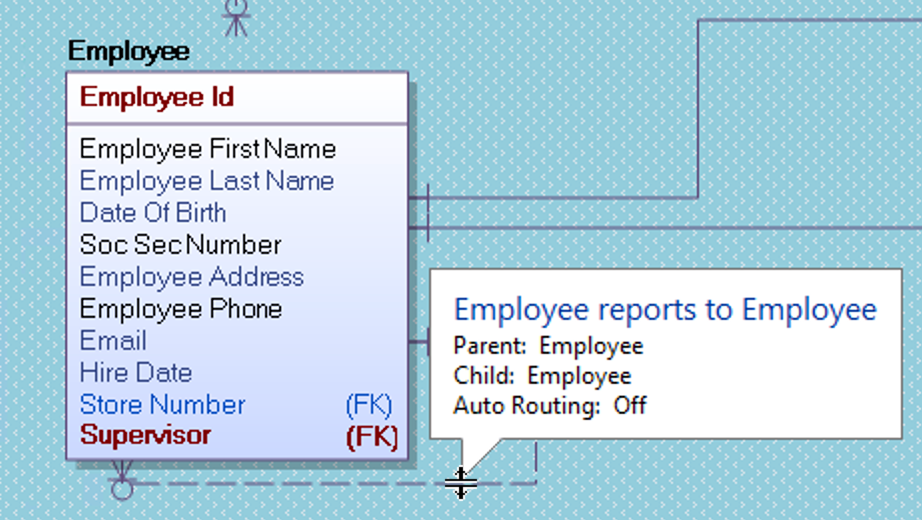 Employee
Employee Id
Employee First Name
Employee Last Name
Date Of Birth
Soc Sec Number
Employee Address
Employee Phone
Email
Hire Date
Store Number (FK)
Supervisor (FK)
Employee reports to Employee
Parent: Employee
Child: Employee
Auto Routing: Off